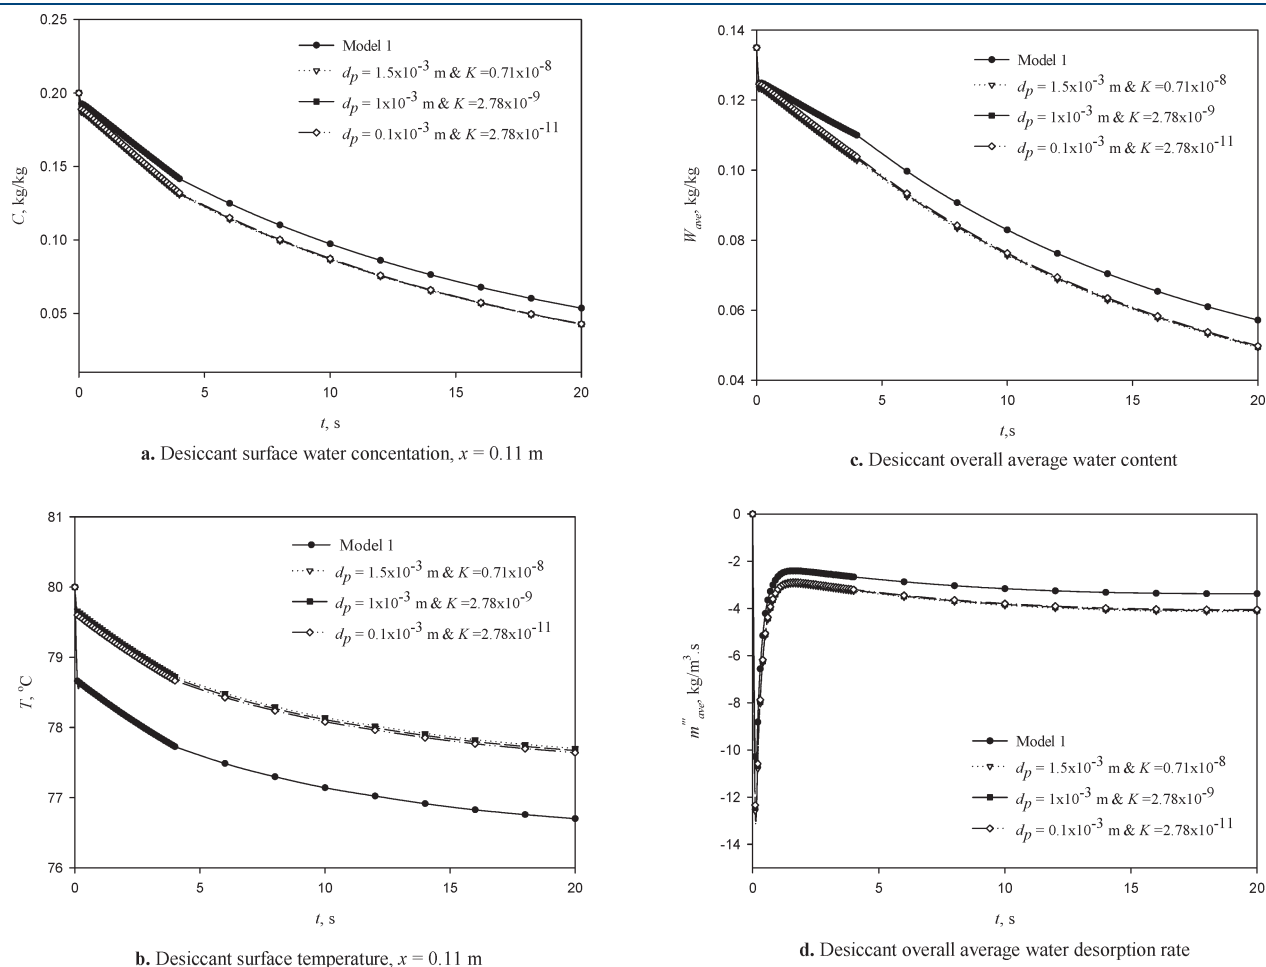 0.25
0.20
0.15
0.10
0.05
C, kg/kg
Model 1
dp = 1.5x10-3 m & K =0.71x10-8
dp = 1x10-3 m & K=2.78x10-9
dp = 0.1x10-3 m & K=2.78x10-11
0 5 10 15 20
t, s
a. Desiccant surface water concentation, x = 0.11 m
0.14
0.12
0.10
0.08
0.06
0.04
Wave, kg/kg
Model 1
dp = 1.5x10-3 m & K =0.71x10-8
dp = 1x10-3 m & K=2.78x10-9
dp = 0.1x10-3 m & K=2.78x10-11
0 5 10 15 20
t,s
c. Desiccant overall average water content
81
80
79
78
77
76
T, oC
Model 1
dp = 1.5x10-3 m & K =0.71x10-8
dp = 1x10-3 m & K=2.78x10-9
dp = 0.1x10-3 m & K=2.78x10-11
0 5 10 15 20
t, s
b. Desiccant surface temperature, x = 0.11 m
0
-2
-4
-6
-8
-10
-12
-14
m'''ave, kg/m3.s
Model 1
dp = 1.5x10-3 m & K =0.71x10-8
dp = 1x10-3 m & K=2.78x10-9
dp = 0.1x10-3 m & K=2.78x10-11
0 5 10 15 20
t, s
d. Desiccant overall average water desorption rate